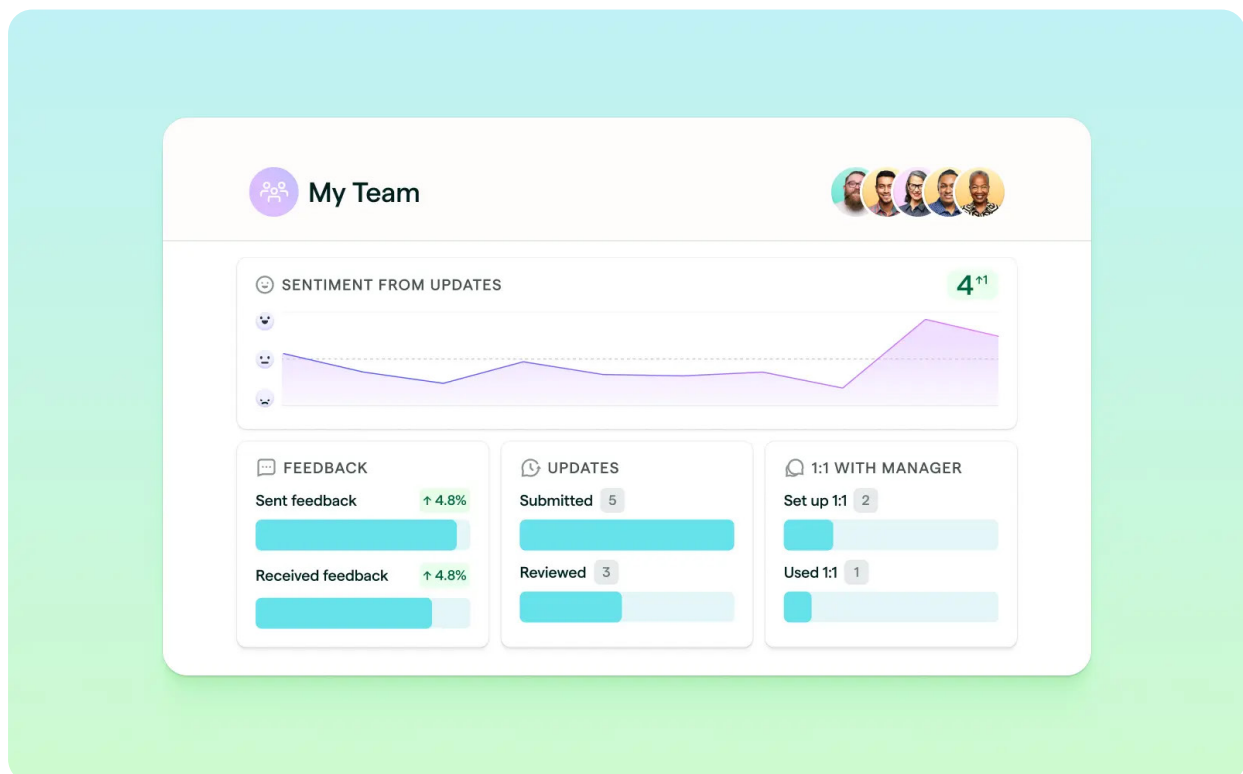 My Team
SENTIMENT FROM UPDATES
4 ↑1
FEEDBACK
Sent feedback ↑ 4.8%
Received feedback ↑ 4.8%
UPDATES
Submitted 5
Reviewed 3
1:1 WITH MANAGER
Set up 1:1 2
Used 1:1 1